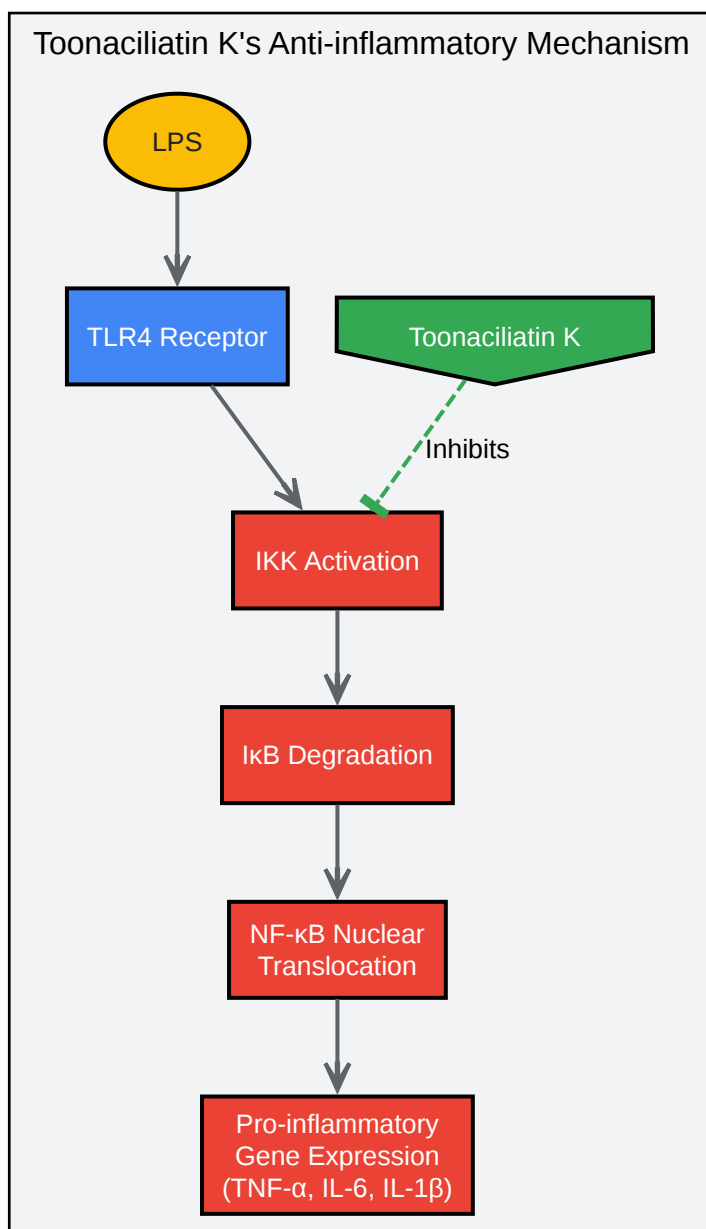 Toonaciliatin K's Anti-inflammatory Mechanism
LPS
TLR4 Receptor
Toonaciliatin K
Inhibits
IKK Activation
IκB Degradation
NF-κB Nuclear
Translocation
Pro-inflammatory
Gene Expression
(TNF-α, IL-6, IL-1β)